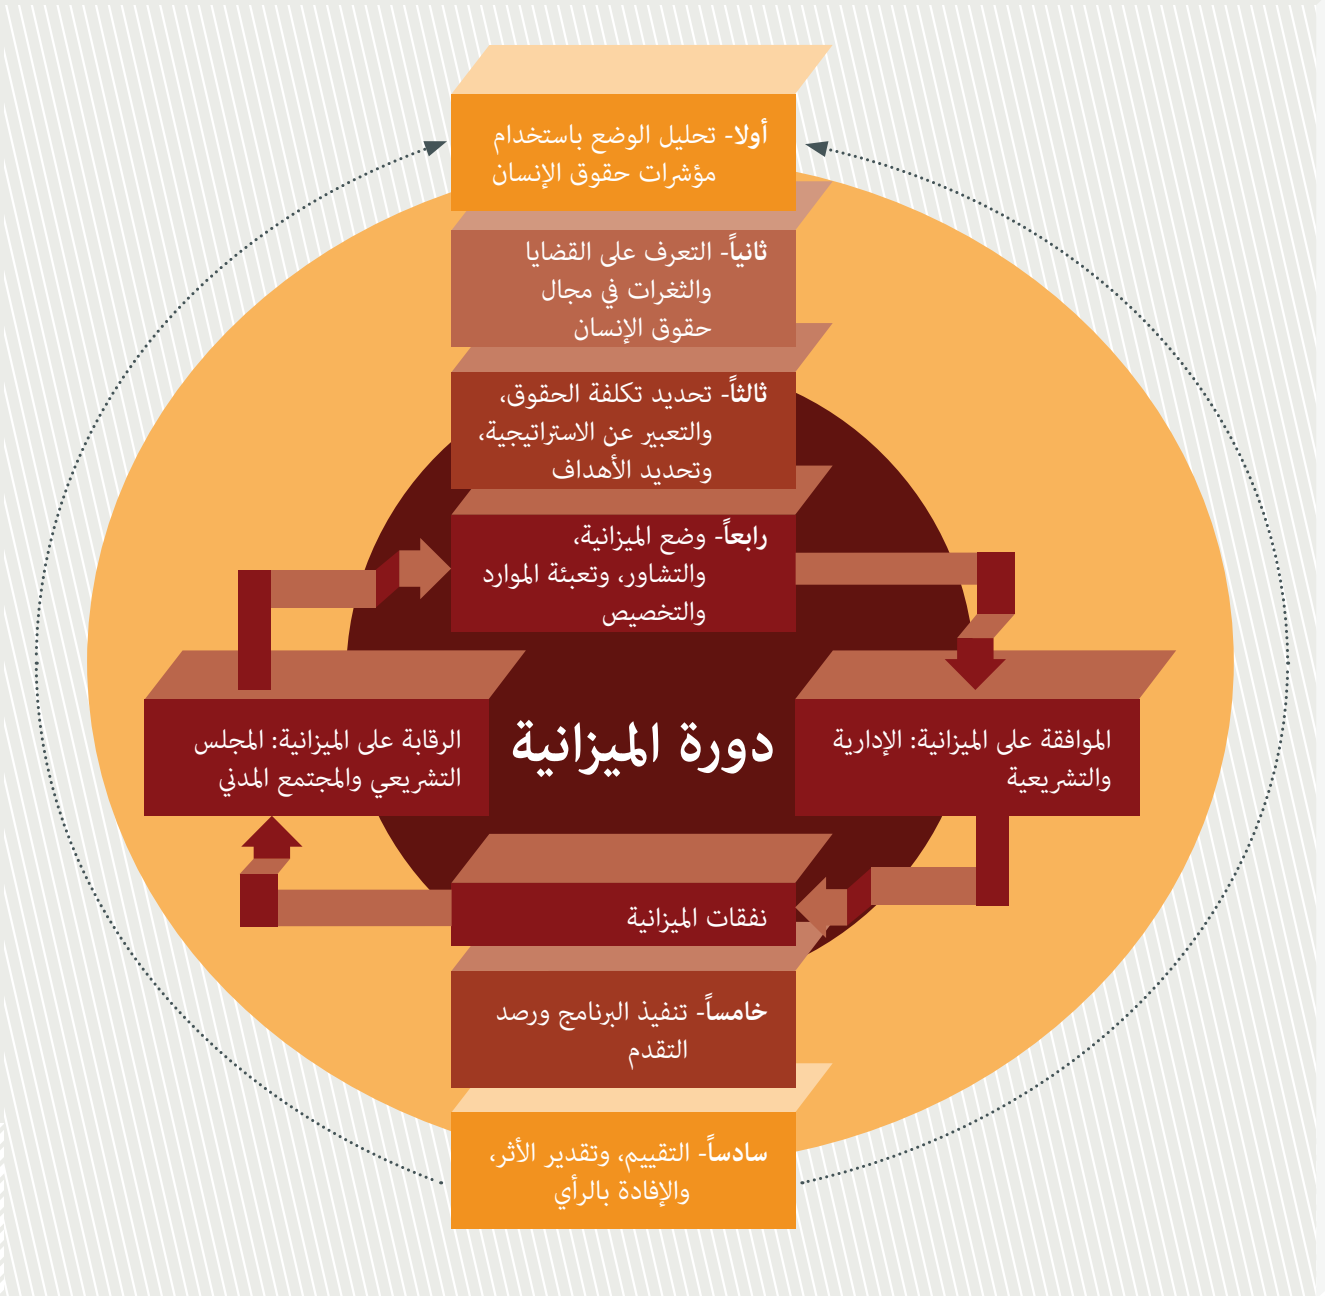 أولا- تحليل الوضع باستخدام
مؤشرات حقوق الإنسان
ثانياً- التعرف على القضايا
والثغرات في مجال
حقوق الإنسان
ثالثاً- تحديد تكلفة الحقوق،
والتعبير عن الاستراتيجية،
وتحديد الأهداف
رابعاً- وضع الميزانية،
والتشاور، وتعبئة الموارد
والتخصيص
الموافقة على الميزانية: الإدارية
والتشريعية
دورة الميزانية
الرقابة على الميزانية: المجلس
التشريعي والمجتمع المدني
نفقات الميزانية
خامساً- تنفيذ البرنامج ورصد
التقدم
سادساً- التقييم، وتقدير الأثر،
والإفادة بالرأي